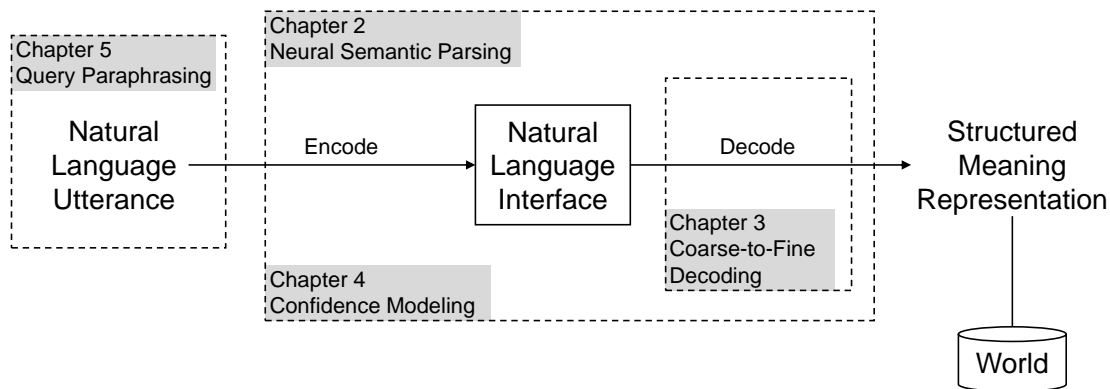 Chapter 5
Query Paraphrasing
Natural
Language
Utterance
Chapter 2
Neural Semantic Parsing
Encode
Natural
Language
Interface
Decode
Chapter 3
Coarse-to-Fine
Decoding
Chapter 4
Confidence Modeling
Structured
Meaning
Representation
World